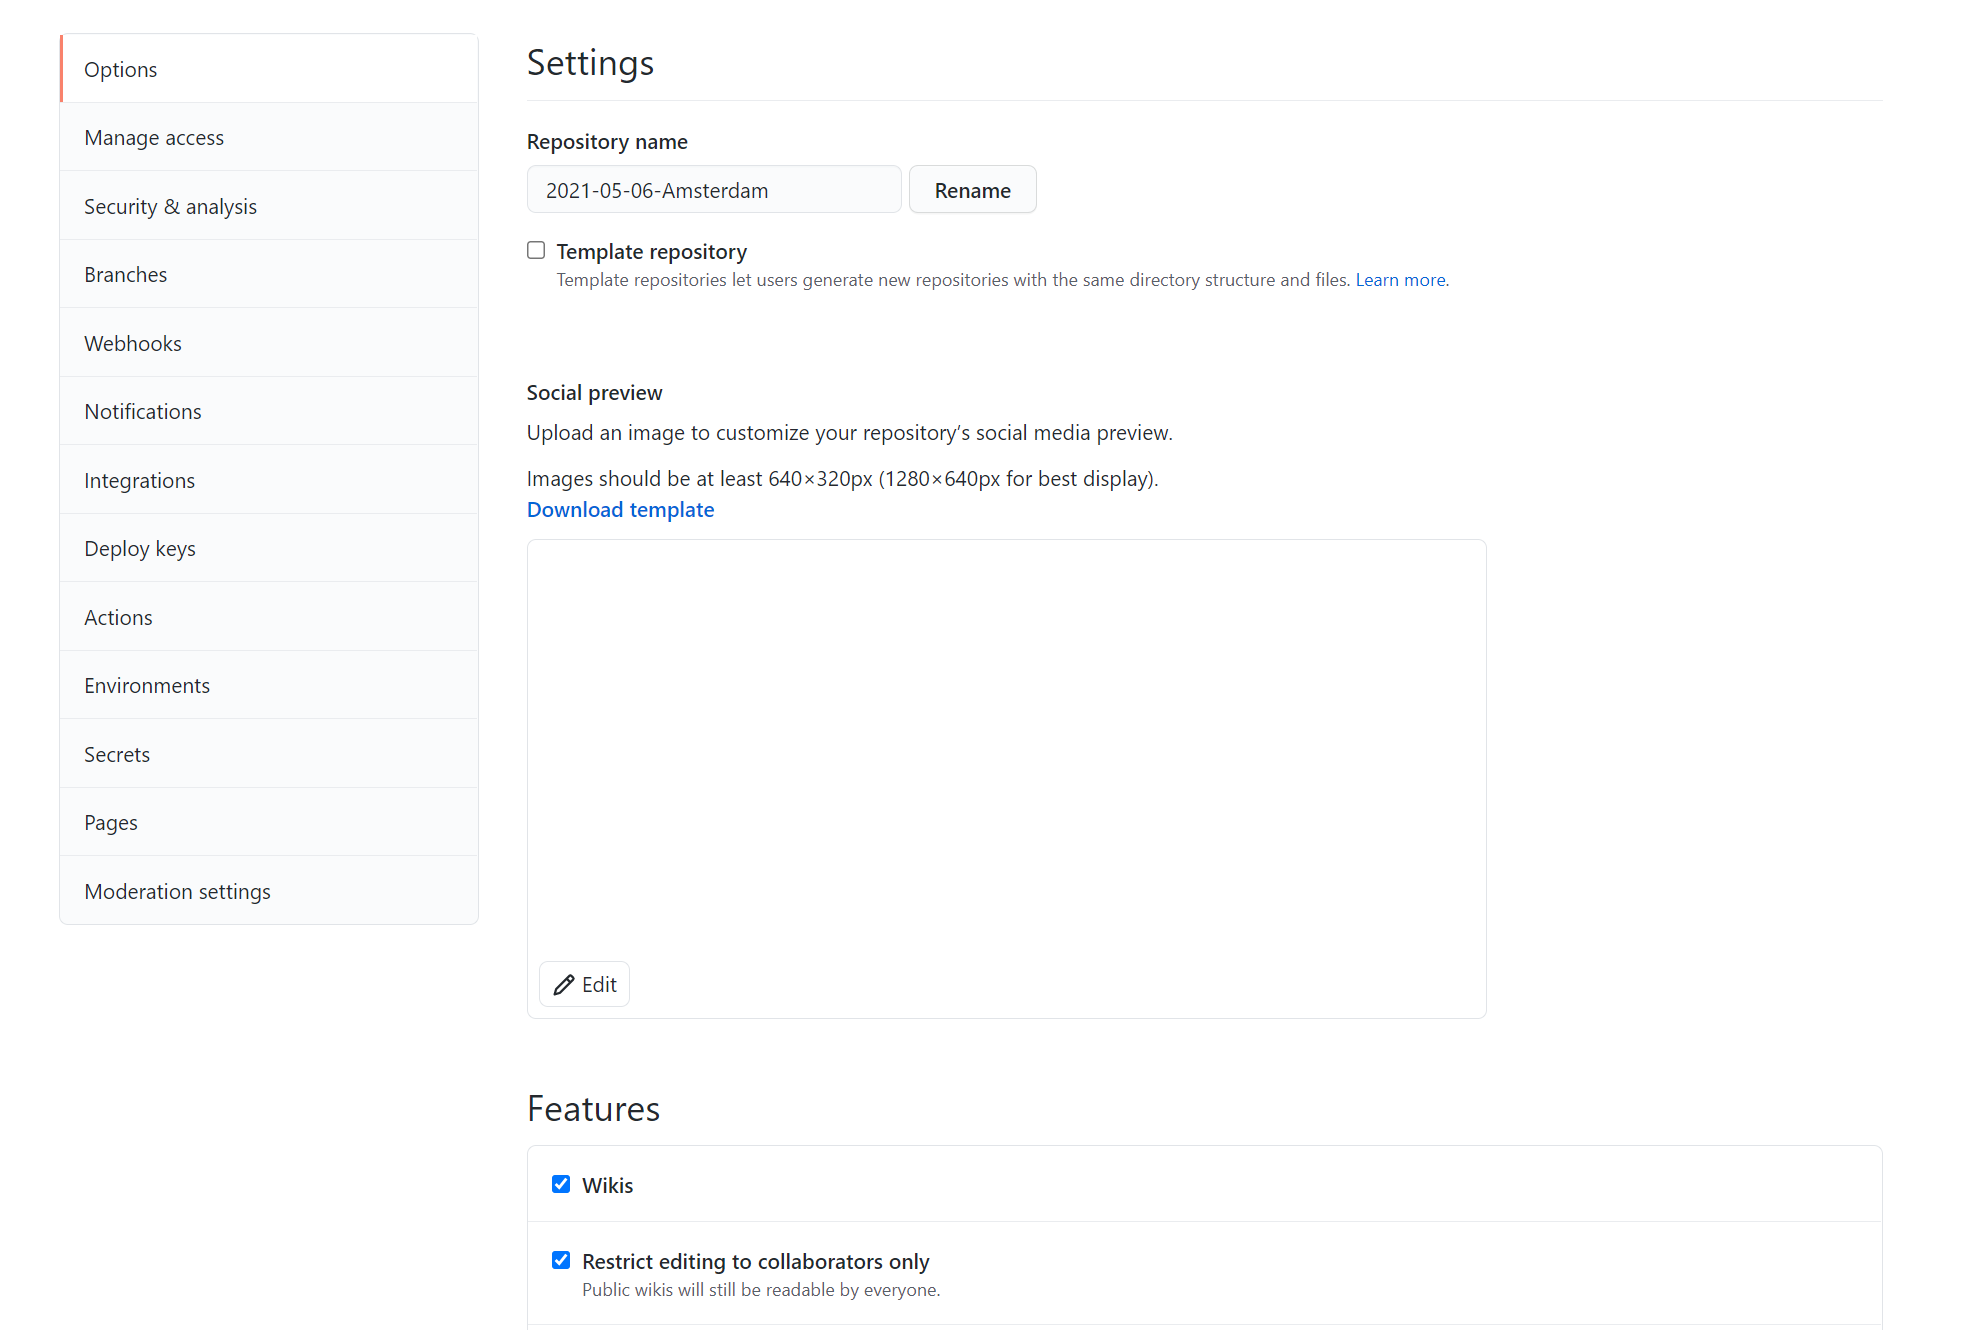 Options
Manage access
Security & analysis
Branches
Webhooks
Notifications
Integrations
Deploy keys
Actions
Environments
Secrets
Pages
Moderation settings
Settings
Repository name
2021-05-06-Amsterdam
Rename
Template repository
Template repositories let users generate new repositories with the same directory structure and files. Learn more.
Social preview
Upload an image to customize your repository’s social media preview.
Images should be at least 640×320px (1280×640px for best display).
Download template
Edit
Features
Wikis
Restrict editing to collaborators only
Public wikis will still be readable by everyone.